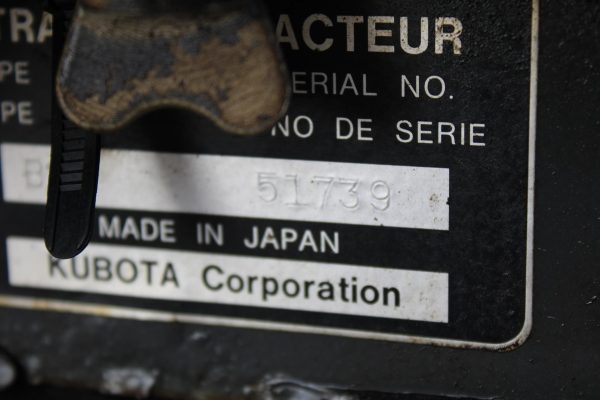 TRA ACTEUR
PE ERIAL NO.
PE NO DE SERIE
B 51739
MADE IN JAPAN
KUBOTA Corporation